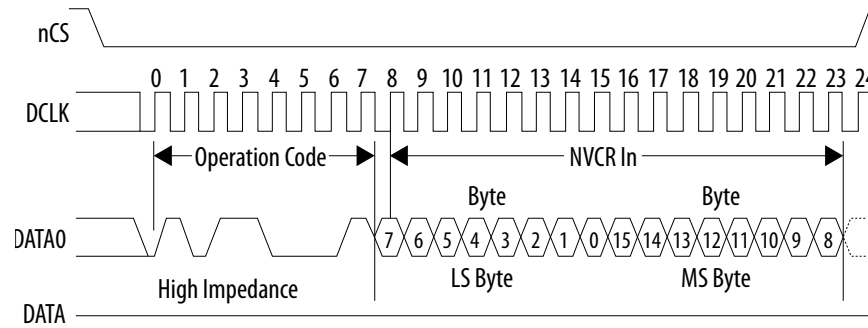 nCS
0 1 2 3 4 5 6 7 8 9 10 11 12 13 14 15 16 17 18 19 20 21 22 23 24
DCLK
Operation Code NVCR In
Byte Byte
DATA0 7 6 5 4 3 2 1 0 15 14 13 12 11 10 9 8
LS Byte MS Byte
High Impedance
DATA